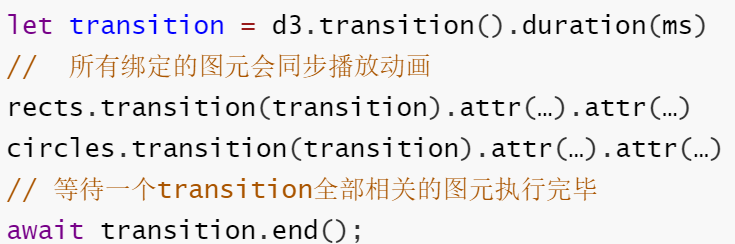 let transition = d3.transition().duration(ms)
//  所有绑定的图元会同步播放动画
rects.transition(transition).attr(…).attr(…)
circles.transition(transition).attr(…).attr(…)
// 等待一个transition全部相关的图元执行完毕
await transition.end();